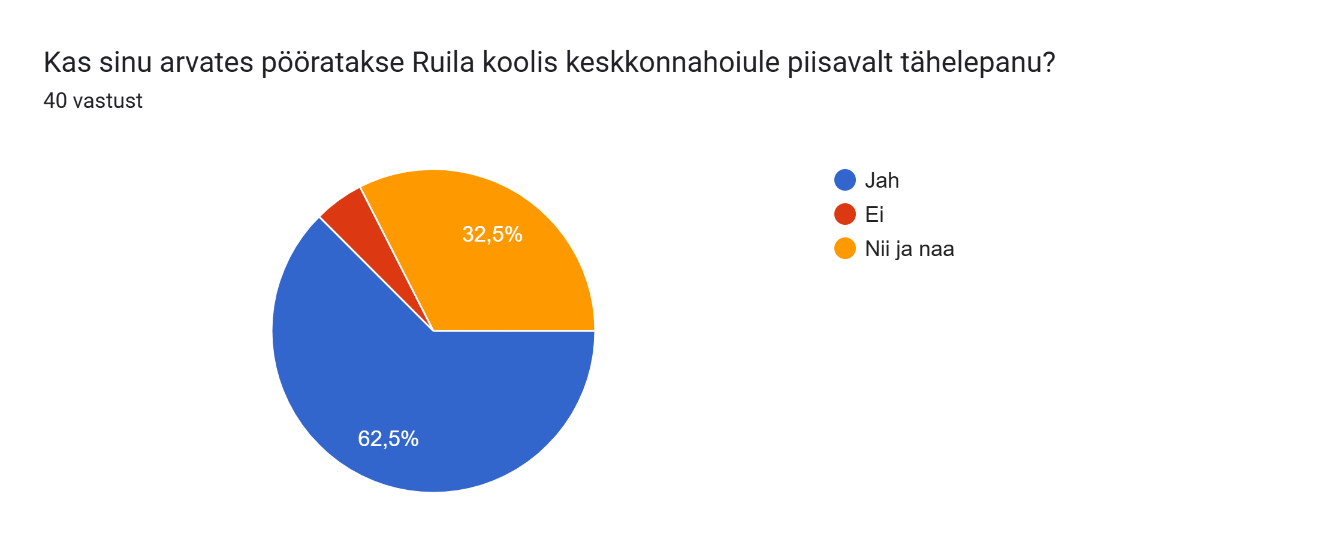 Kas sinu arvates pööratakse Ruila koolis keskkonnahoiule piisavalt tähelepanu?
40 vastust
Jah
Ei
Nii ja naa
32,5%
62,5%